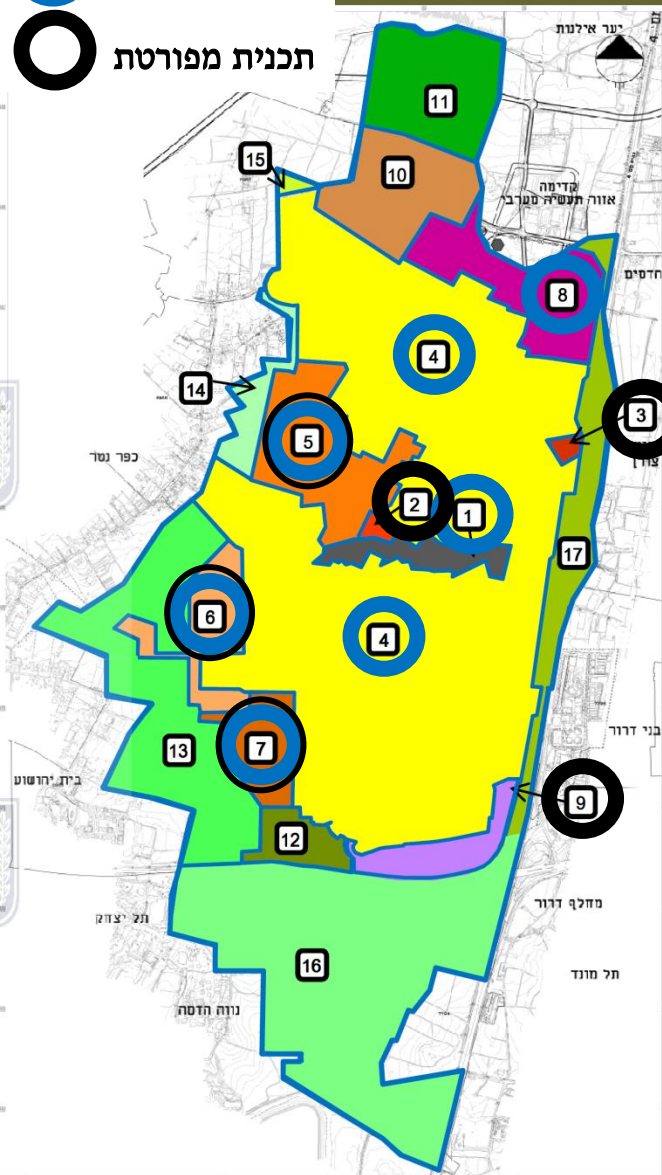 תכנית מפורטת
יער אילנות
11
15
10
קדימה
אזור תעשיה מערבי
חדסים
8
4
14
3
5
כפר נטר
2
1
17
6
4
בני דרור
7
13
בית יהושוע
9
12
מחלף דרור
תל יצחק
16
תל מונד
נווה הדסה